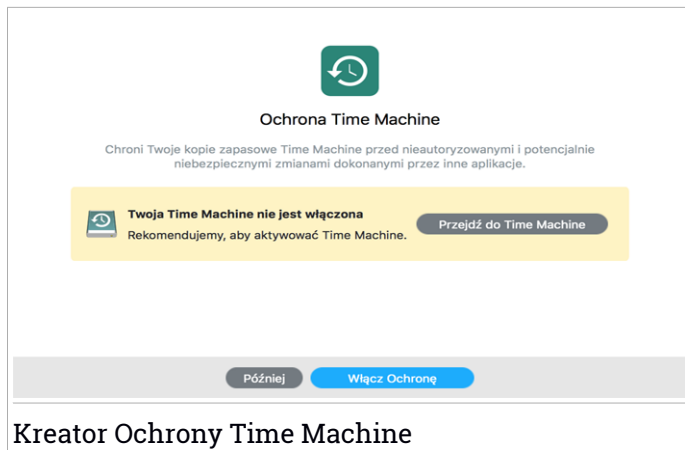 Ochrona Time Machine
Chroni Twoje kopie zapasowe Time Machine przed nieautoryzowanymi i potencjalnie
niebezpiecznymi zmianami dokonanymi przez inne aplikacje.
Twoja Time Machine nie jest włączona
Rekomendujemy, aby aktywować Time Machine.
Przejdź do Time Machine
Później
Włącz Ochronę
Kreator Ochrony Time Machine